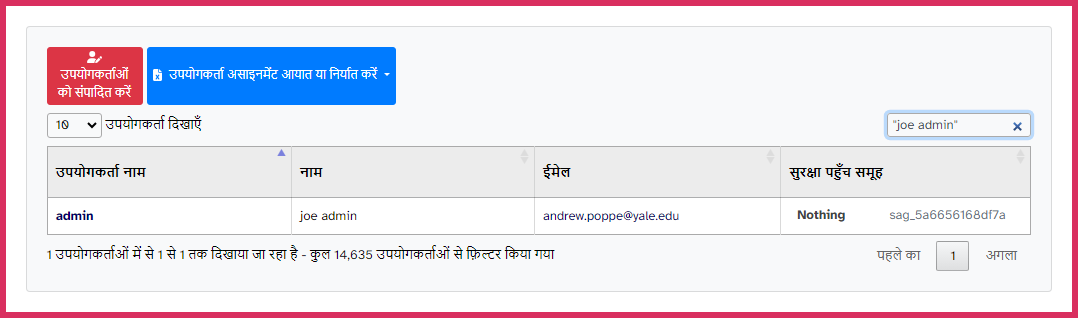 उपयोगकर्ताओं
को संपादित करें
उपयोगकर्ता असाइनमेंट आयात या निर्यात करें
10 उपयोगकर्ता दिखाएँ
"joe admin"
उपयोगकर्ता नाम नाम ईमेल सुरक्षा पहुँच समूह
admin joe admin andrew.poppe@yale.edu Nothing sag_5a6656168df7a
1 उपयोगकर्ताओं में से 1 से 1 तक दिखाया जा रहा है - कुल 14,635 उपयोगकर्ताओं से फ़िल्टर किया गया
पहले का 1 अगला